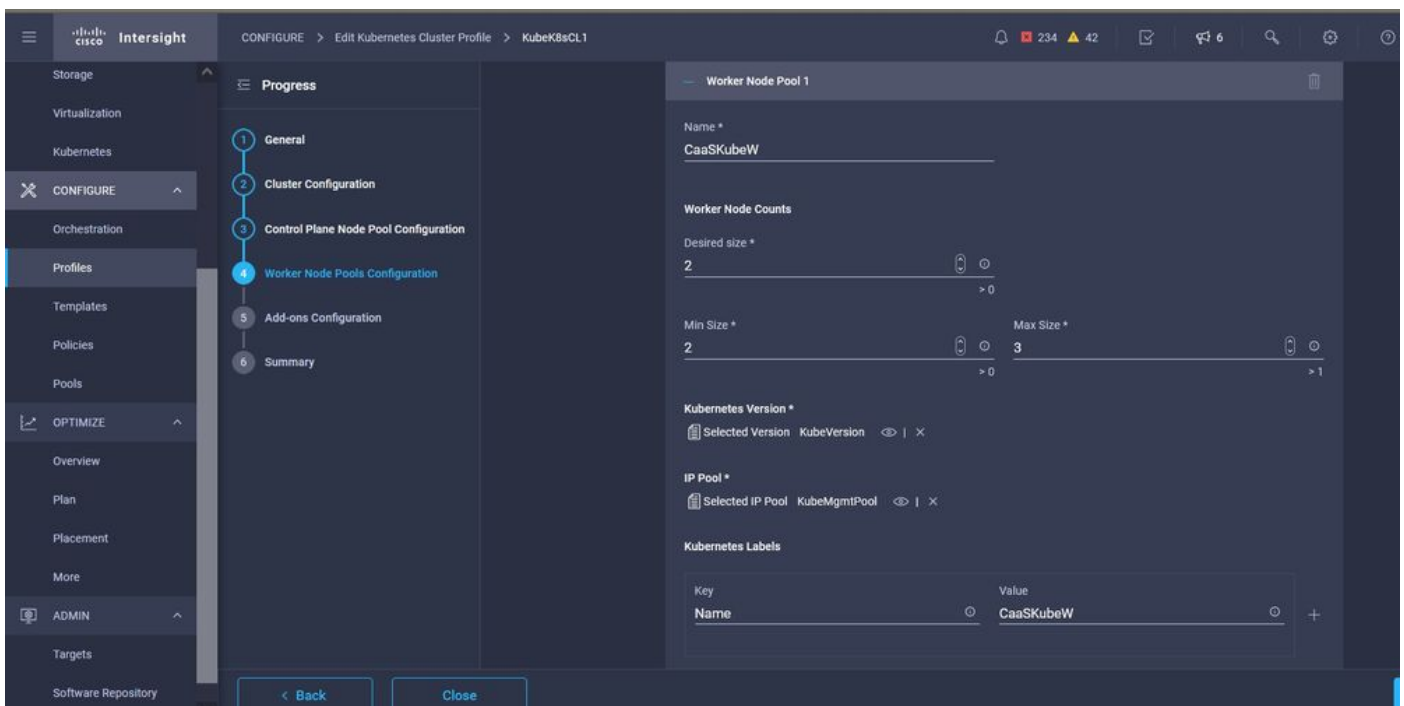 cisco Intersight
CONFIGURE > Edit Kubernetes Cluster Profile > KubeK8sCL1
234 42 6
Storage
Virtualization
Kubernetes
CONFIGURE
Orchestration
Profiles
Templates
Policies
Pools
OPTIMIZE
Overview
Plan
Placement
More
ADMIN
Targets
Software Repository
Progress
1 General
2 Cluster Configuration
3 Control Plane Node Pool Configuration
4 Worker Node Pools Configuration
5 Add-ons Configuration
6 Summary
Worker Node Pool 1
Name *
CaaSKubeW
Worker Node Counts
Desired size *
2
> 0
Min Size * Max Size *
2 3
> 0 > 1
Kubernetes Version *
Selected Version KubeVersion | ×
IP Pool *
Selected IP Pool KubeMgmtPool | ×
Kubernetes Labels
Key Value
Name CaaSKubeW +
< Back Close